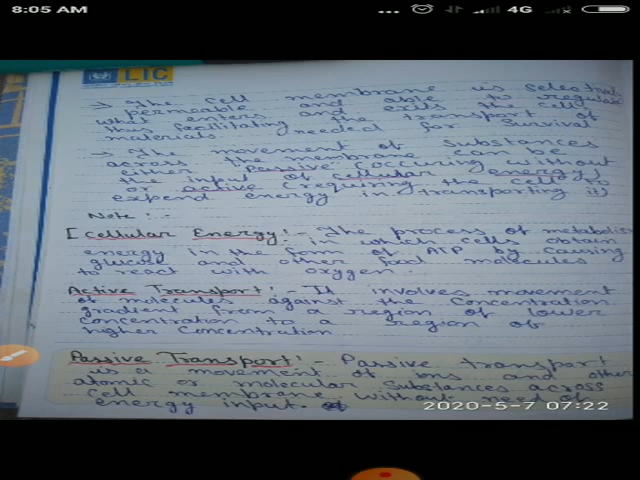 8:05 AM
... 4G
LIC
→ The cell membrane is selectively
permeable and able to regulate
what enters and exits the cell
thus facilitating the transport of
materials needed for survival
→ The movement of substances
across the membrane can be
either "passive" (occuring without
the input of cellular energy)
or active (requiring the cell to
expend energy in transporting it)
Note :-
[Cellular Energy:- The process of metabolism
in which cells obtain
energy in the form of ATP by causing
glucose and other food molecules
to react with oxygen.
Active Transport:- It involves movement
of molecules against the concentration
gradient from a region of lower
concentration to a region of
higher concentration
Passive Transport:- Passive transport
is a movement of ions and other
atomic or molecular substances across
cell membrane without need of
energy input.
2020-5-7 07:22